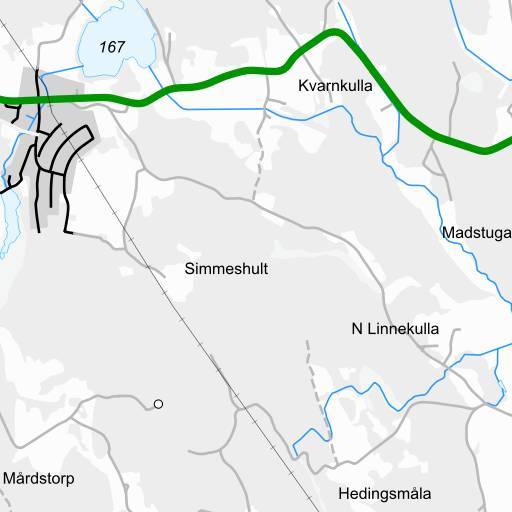 167
Kvarnkulla
Madstuga
Simmeshult
N Linnekulla
Mårdstorp
Hedingsmåla